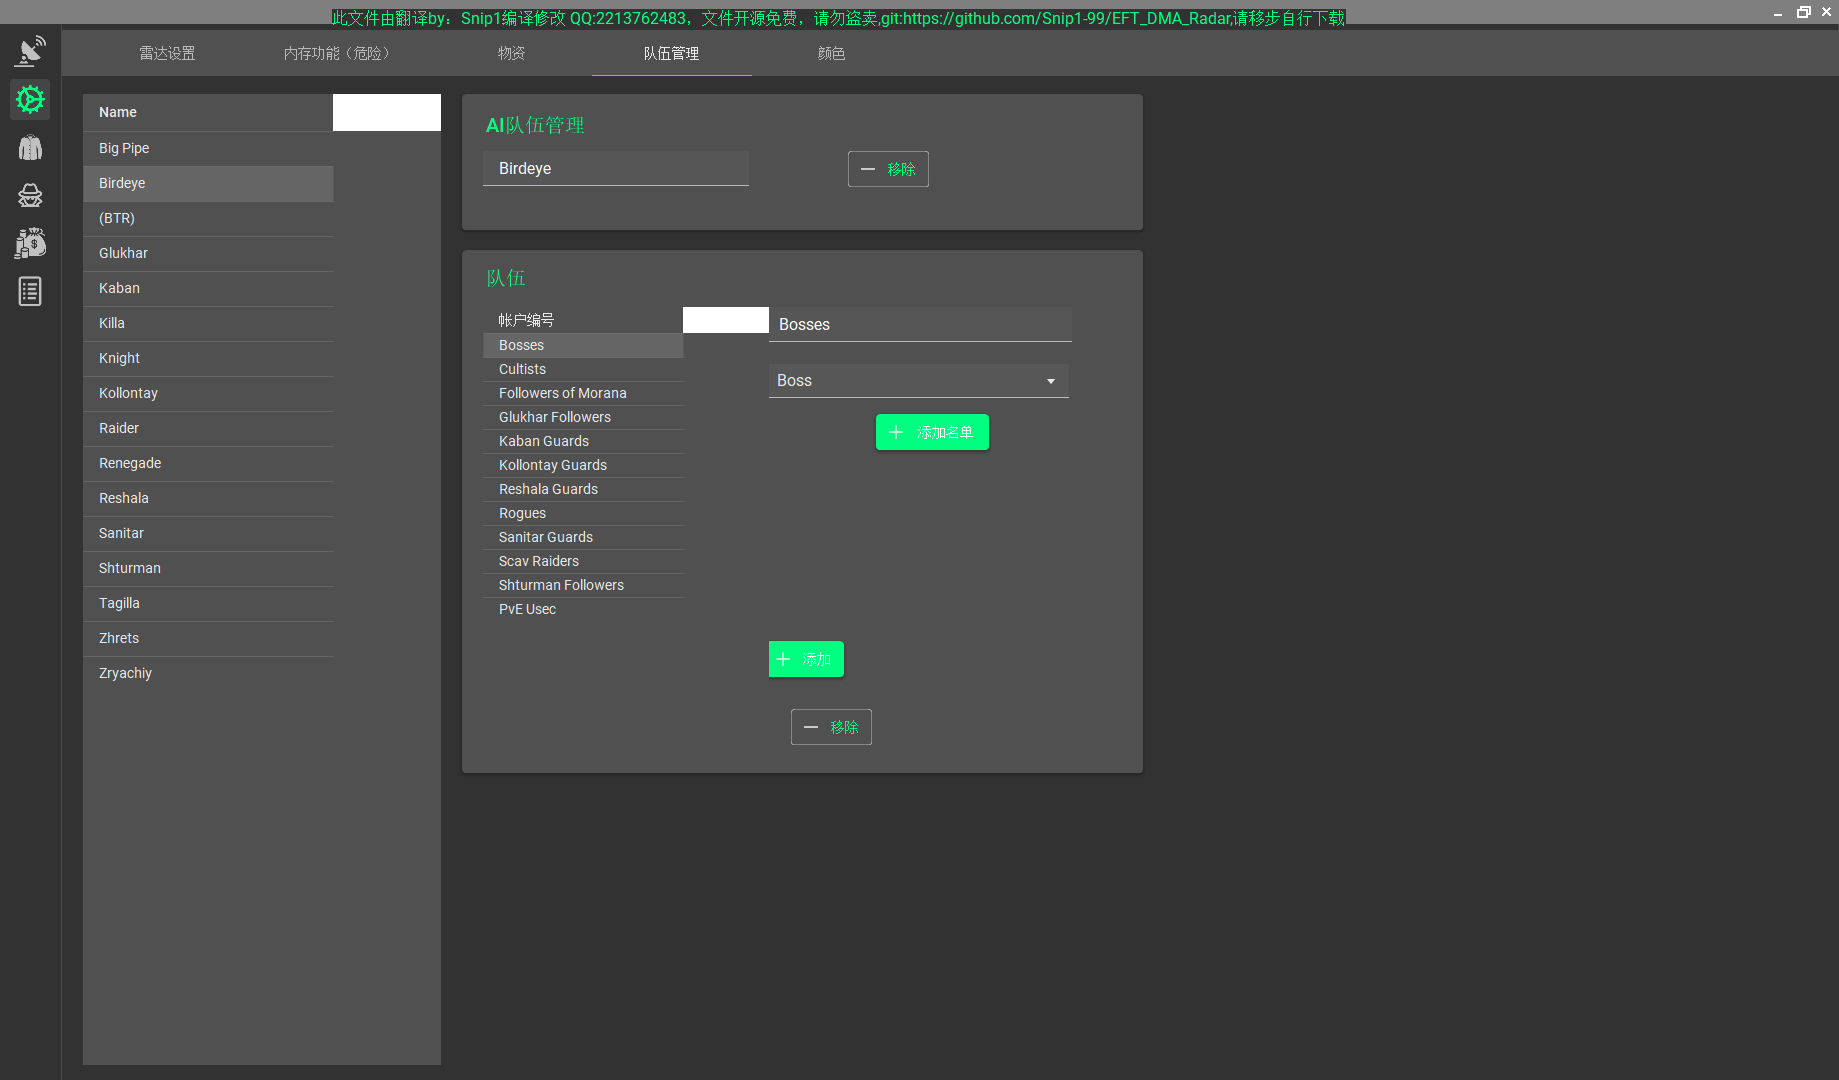 此文件由翻译by：Snip1编译修改 QQ:2213762483，文件开源免费，请勿盗卖,git:https://github.com/Snip1-99/EFT_DMA_Radar,请移步自行下载
雷达设置 内存功能（危险） 物资 队伍管理 颜色
Name
Big Pipe
Birdeye
(BTR)
Glukhar
Kaban
Killa
Knight
Kollontay
Raider
Renegade
Reshala
Sanitar
Shturman
Tagilla
Zhrets
Zryachiy
AI队伍管理
Birdeye
移除
队伍
帐户编号
Bosses
Cultists
Followers of Morana
Glukhar Followers
Kaban Guards
Kollontay Guards
Reshala Guards
Rogues
Sanitar Guards
Scav Raiders
Shturman Followers
PvE Usec
Bosses
Boss
添加名单
添加
移除